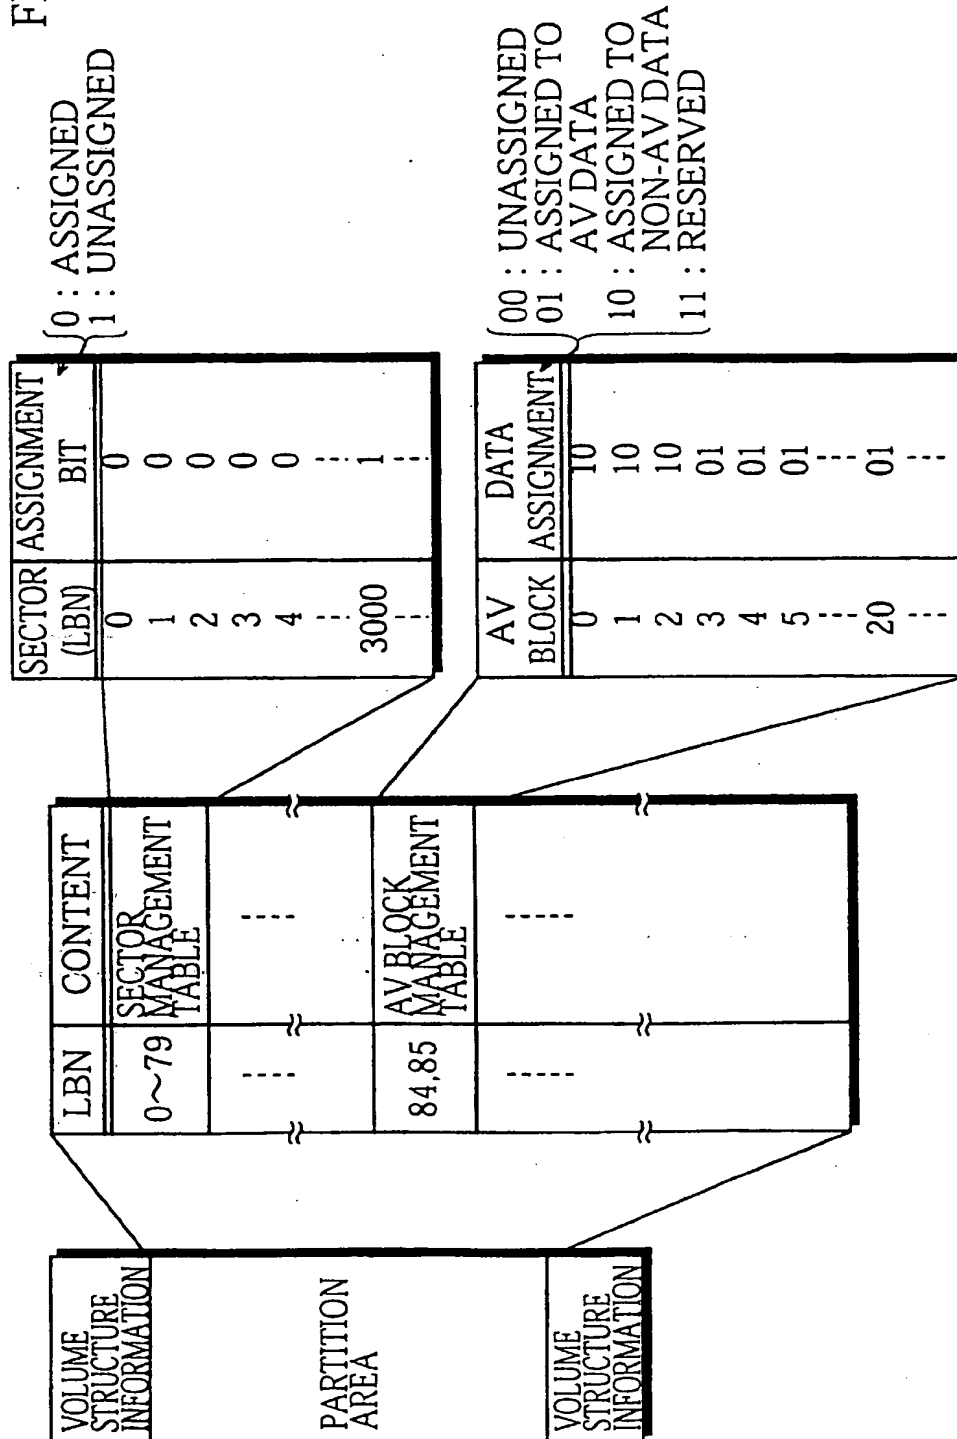 F
VOLUME
STRUCTURE
INFORMATION
PARTITION
AREA
VOLUME
STRUCTURE
INFORMATION
LBN CONTENT
0~79 SECTOR
MANAGEMENT
TABLE
84,85 AV BLOCK
MANAGEMENT
TABLE
SECTOR (LBN) ASSIGNMENT BIT
0 0
1 0
2 0
3 0
4 0
3000 1
0 : ASSIGNED
1 : UNASSIGNED
AV BLOCK DATA ASSIGNMENT
0 10
1 10
2 10
3 01
4 01
5 01
20 01
00 : UNASSIGNED
01 : ASSIGNED TO
AV DATA
10 : ASSIGNED TO
NON-AV DATA
11 : RESERVED